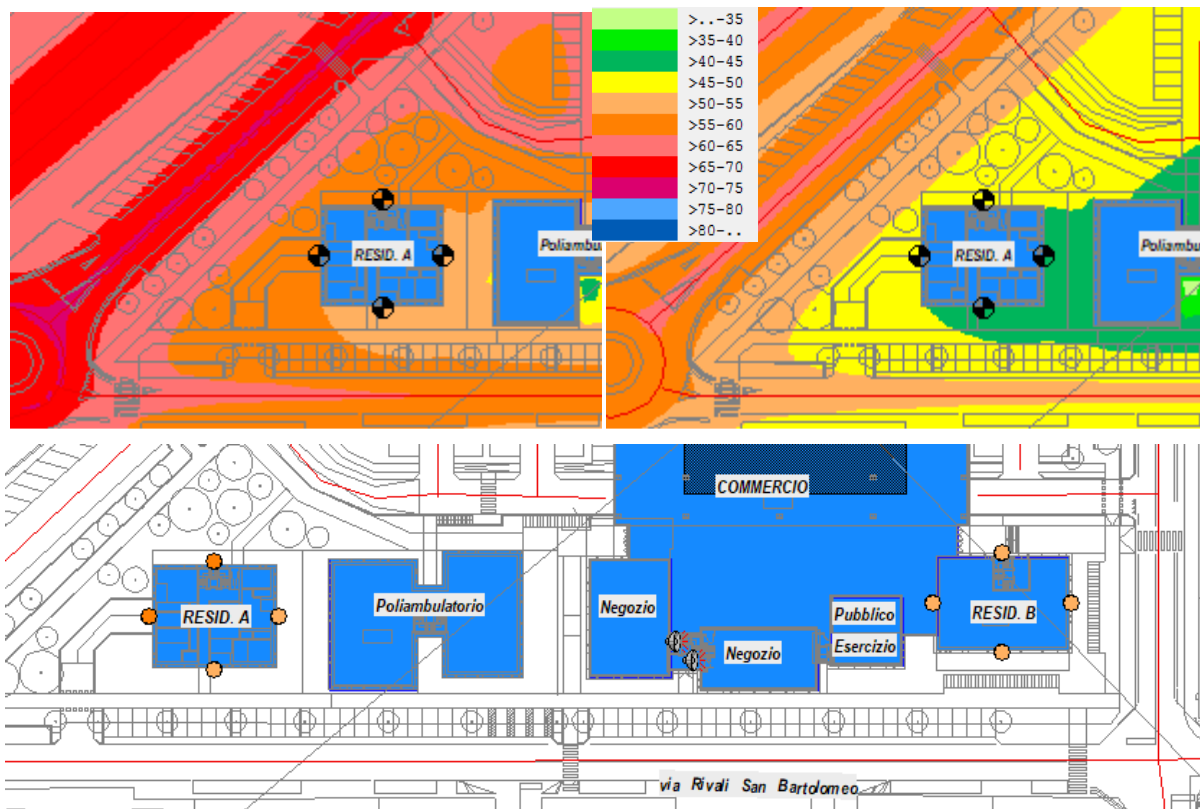 >..-35
>35-40
>40-45
>45-50
>50-55
>55-60
>60-65
>65-70
>70-75
>75-80
>80-..
RESID. A
Poliambu
RESID. A
Poliambu
COMMERCIO
RESID. A
Poliambulatorio
Negozio
Negozio
Pubblico
Esercizio
RESID. B
via Rivali San Bartolomeo